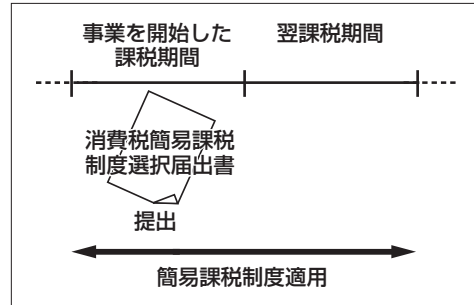 事業を開始した
課税期間
翌課税期間
消費税簡易課税
制度選択届出書
提出
簡易課税制度適用